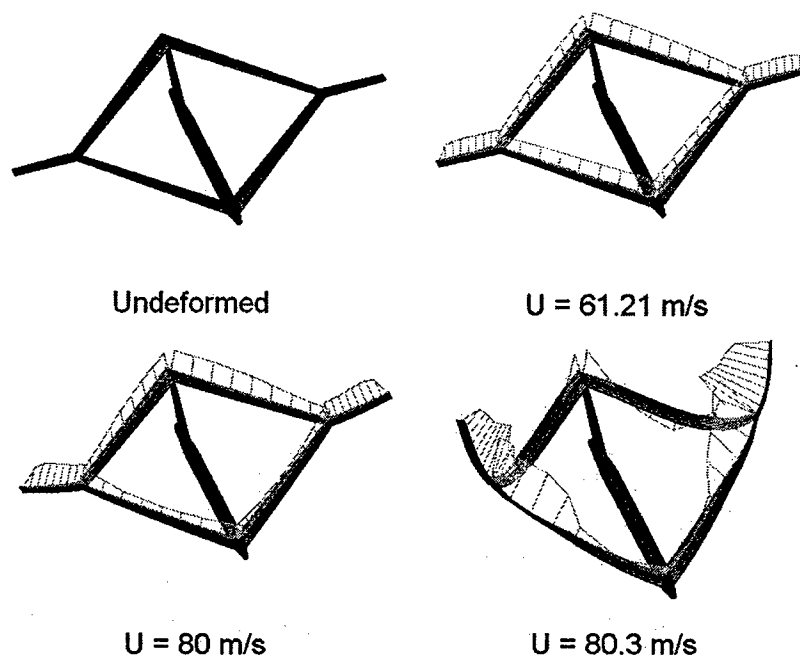 Undeformed
U = 61.21 m/s
U = 80 m/s
U = 80.3 m/s